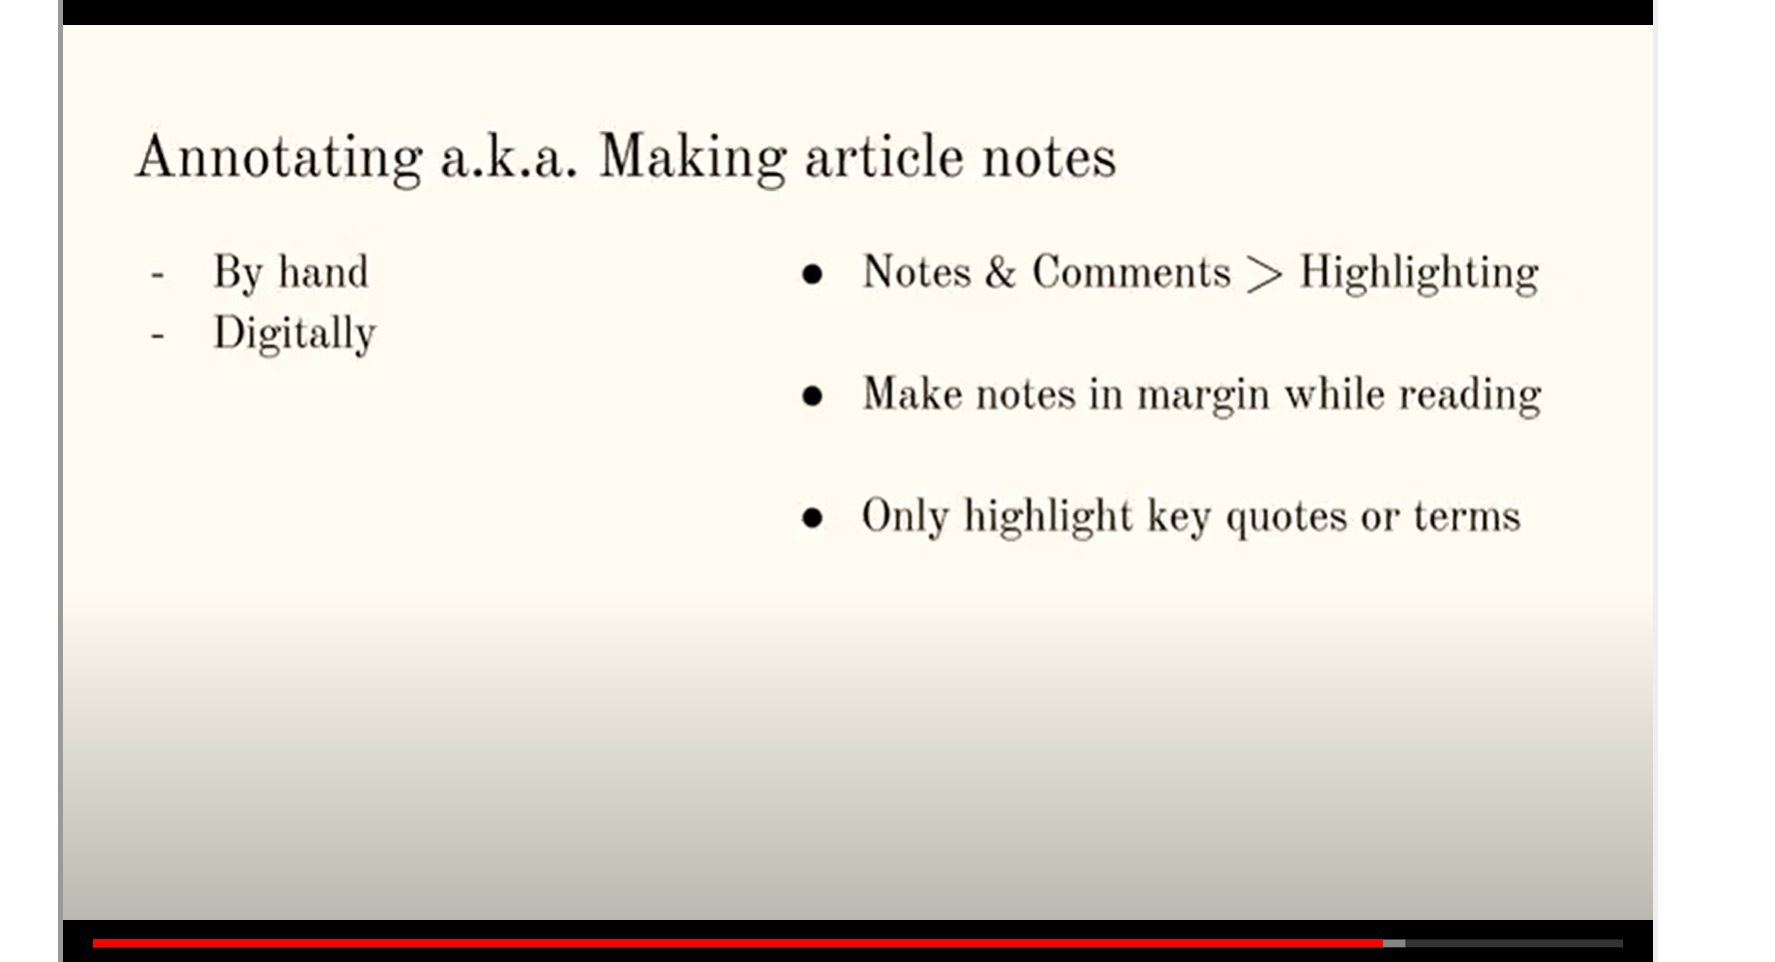 Annotating a.k.a. Making article notes
- By hand
- Digitally
● Notes & Comments > Highlighting
● Make notes in margin while reading
● Only highlight key quotes or terms